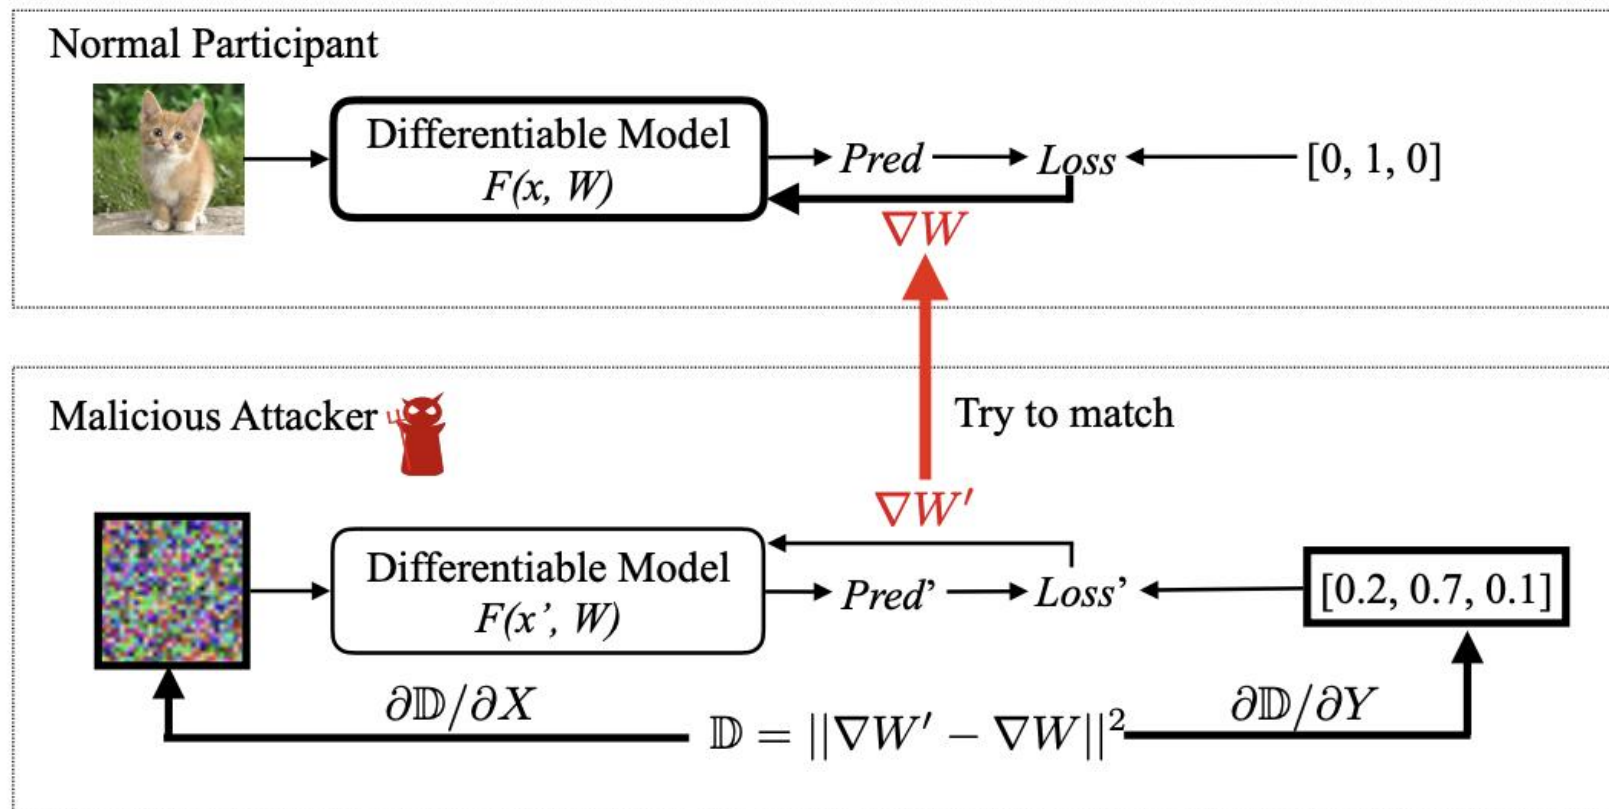 Normal Participant
Differentiable Model
F(x, W)
Pred
Loss
[0, 1, 0]
∇W
Malicious Attacker
Try to match
∇W′
Differentiable Model
F(x’, W)
Pred’
Loss’
[0.2, 0.7, 0.1]
∂𝔻/∂X
𝔻 = ||∇W′ − ∇W||²
∂𝔻/∂Y